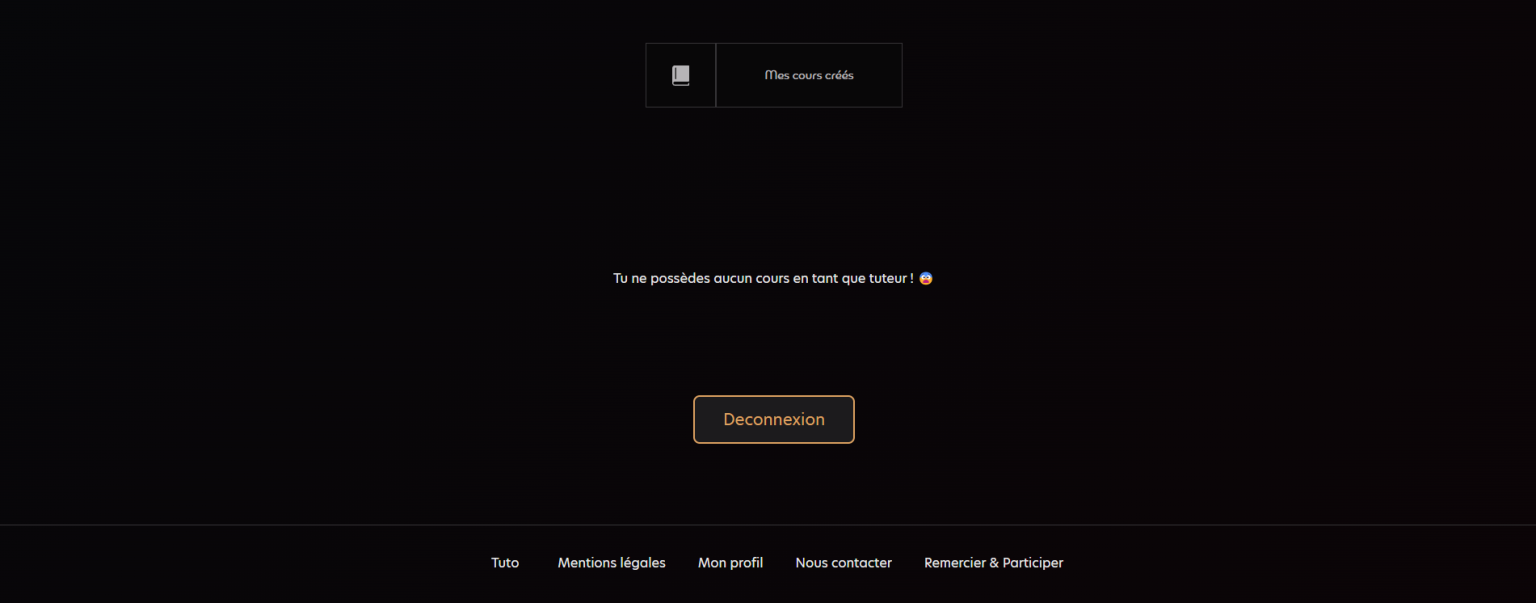 Mes cours créés
Tu ne possèdes aucun cours en tant que tuteur ! 😨
Deconnexion
Tuto Mentions légales Mon profil Nous contacter Remercier & Participer